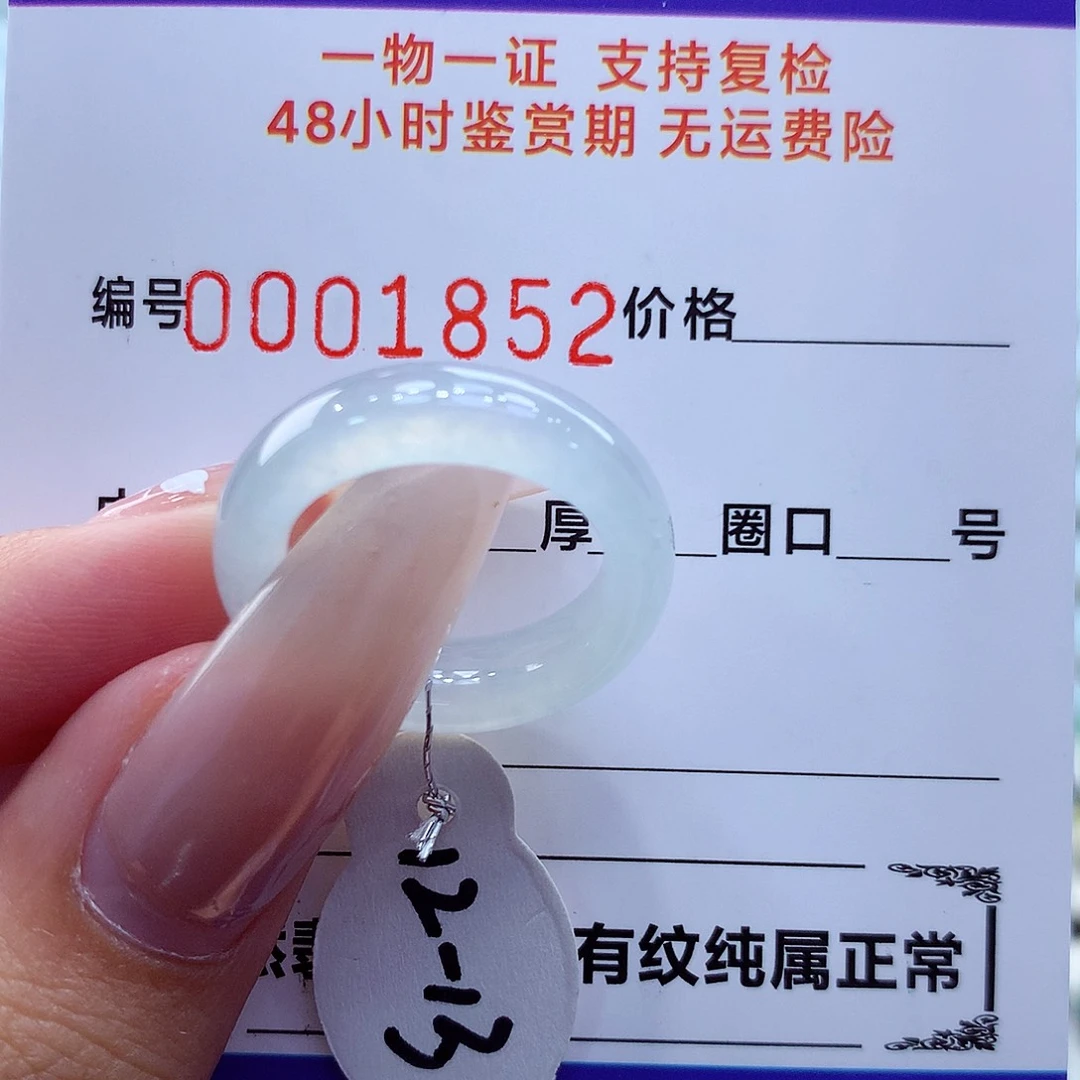 一物一证 支持复检
48小时鉴赏期 无运费险
编号0001852价格
厚 圈口 号
有纹纯属正常
12-13